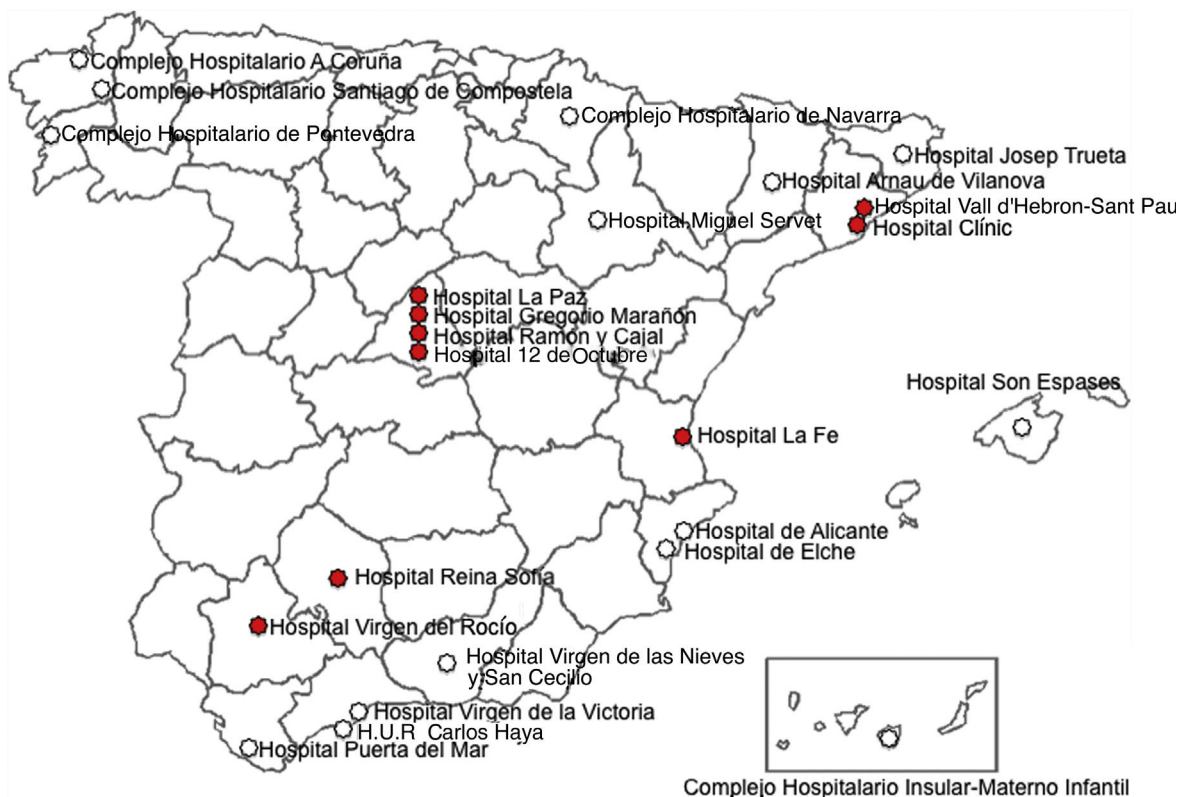 Complejo Hospitalario A Coruña
Complejo Hospitalario Santiago de Compostela
Complejo Hospitalario de Pontevedra
Complejo Hospitalario de Navarra
Hospital Josep Trueta
Hospital Arnau de Vilanova
Hospital Vall d'Hebron-Sant Pau
Hospital Miguel Servet
Hospital Clínic
Hospital La Paz
Hospital Gregorio Marañón
Hospital Ramón y Cajal
Hospital 12 de Octubre
Hospital Son Espases
Hospital La Fe
Hospital de Alicante
Hospital de Elche
Hospital Reina Sofía
Hospital Virgen del Rocío
Hospital Virgen de las Nieves
y San Cecilio
Hospital Virgen de la Victoria
H.U.R Carlos Haya
Hospital Puerta del Mar
Complejo Hospitalario Insular-Materno Infantil